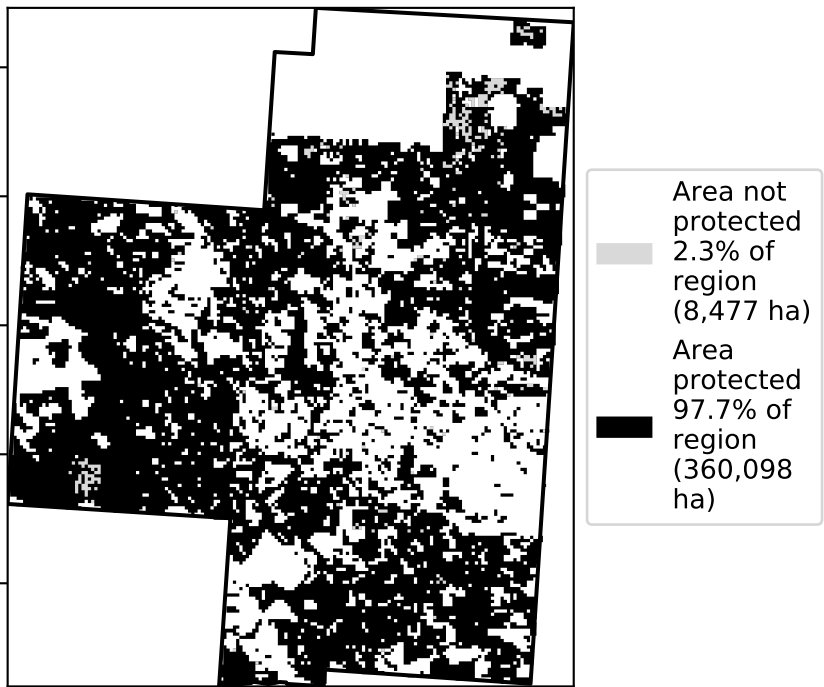 Area not
protected
2.3% of
region
(8,477 ha)
Area
protected
97.7% of
region
(360,098
ha)